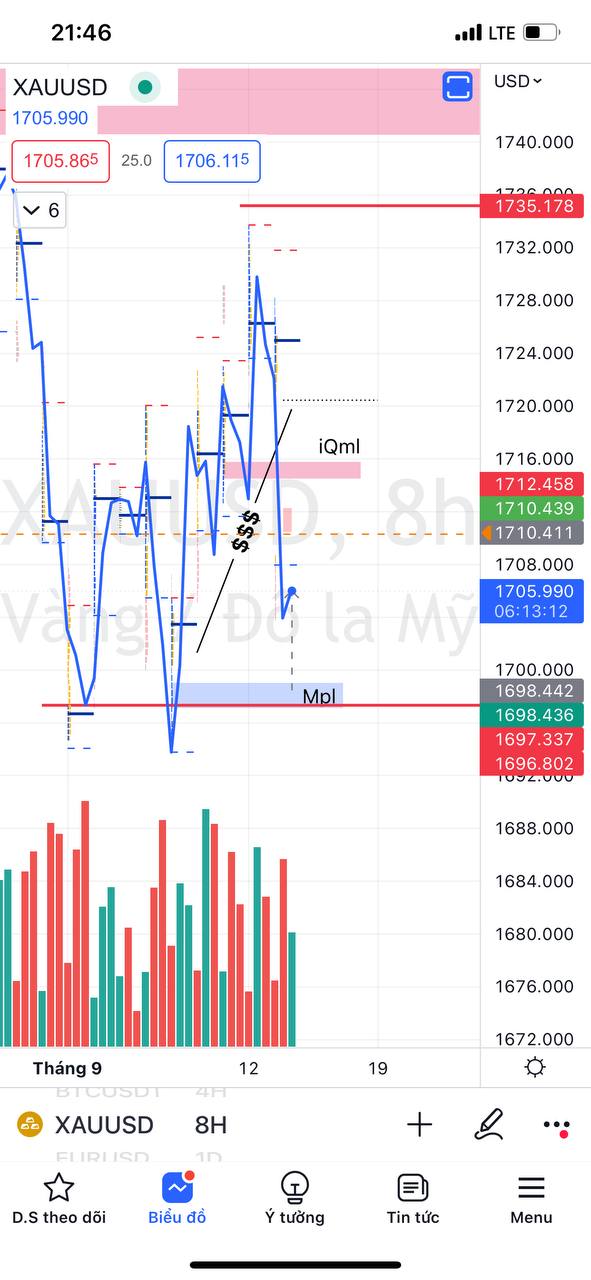 21:46
LTE
XAUUSD
USD
1705.990
1740.000
1705.865
25.0
1706.115
6
1736.000
1735.178
1732.000
1728.000
1724.000
1720.000
iQml
1716.000
1712.458
XAUUSD, 8h
1710.439
$$$
1710.411
1708.000
1705.990
06:13:12
Vàng / Đô la Mỹ
1700.000
Mpl
1698.442
1698.436
1697.337
1696.802
1692.000
1688.000
1684.000
1680.000
1676.000
1672.000
Tháng 9
12
19
BTCUSDT 4H
XAUUSD 8H
EURUSD 1D
D.S theo dõi
Biểu đồ
Ý tưởng
Tin tức
Menu